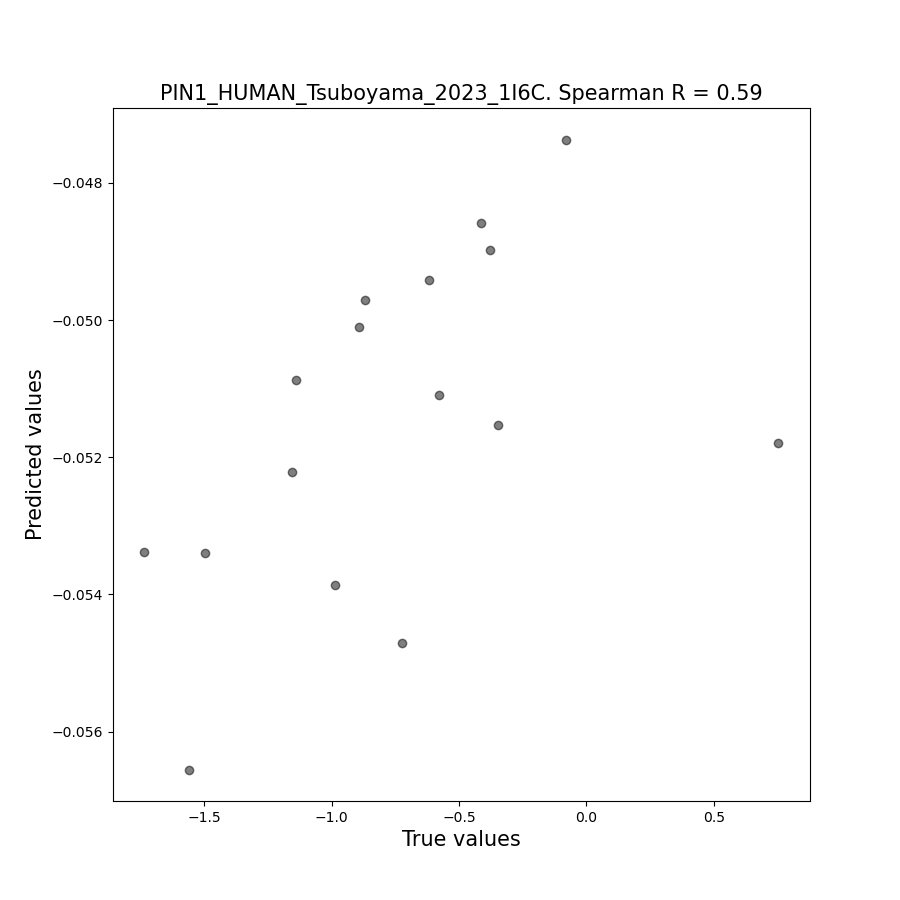 PIN1_HUMAN_Tsuboyama_2023_1I6C. Spearman R = 0.59
Predicted values
−0.048
−0.050
−0.052
−0.054
−0.056
−1.5 −1.0 −0.5 0.0 0.5
True values